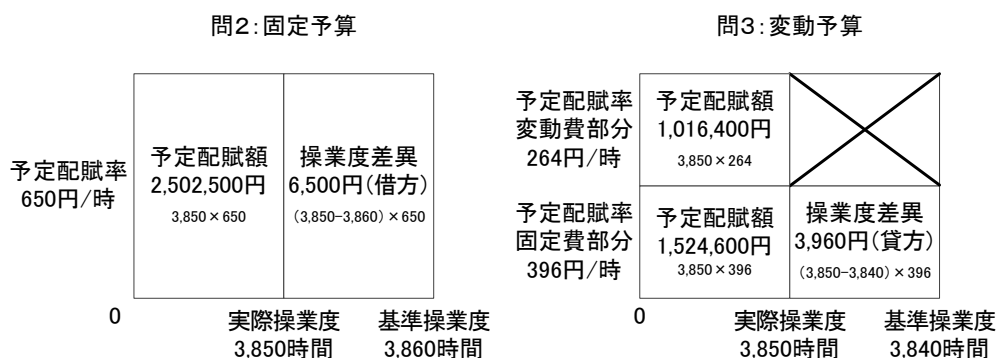 問2：固定予算
予定配賦率
650円/時
予定配賦額
2,502,500円
3,850×650
操業度差異
6,500円(借方)
(3,850-3,860)×650
0
実際操業度
3,850時間
基準操業度
3,860時間
問3：変動予算
予定配賦率
変動費部分
264円/時
予定配賦額
1,016,400円
3,850×264
予定配賦率
固定費部分
396円/時
予定配賦額
1,524,600円
3,850×396
操業度差異
3,960円(貸方)
(3,850-3,840)×396
0
実際操業度
3,850時間
基準操業度
3,840時間